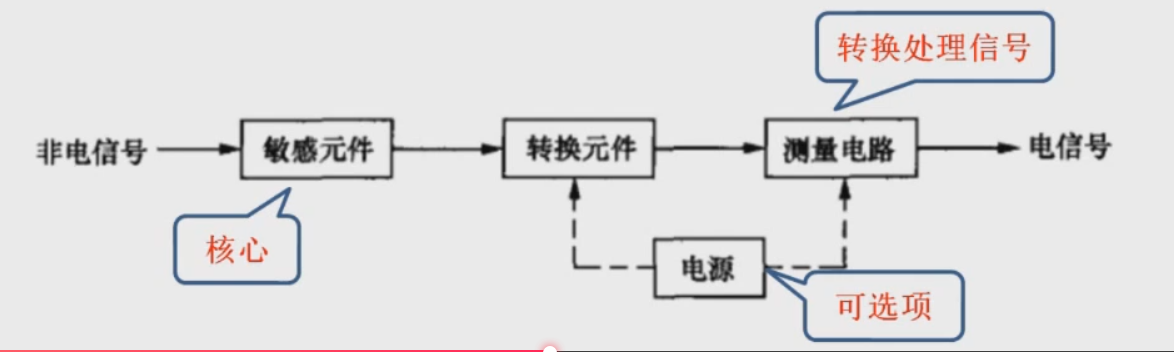 转换处理信号
非电信号
敏感元件
转换元件
测量电路
电信号
核心
电源
可选项